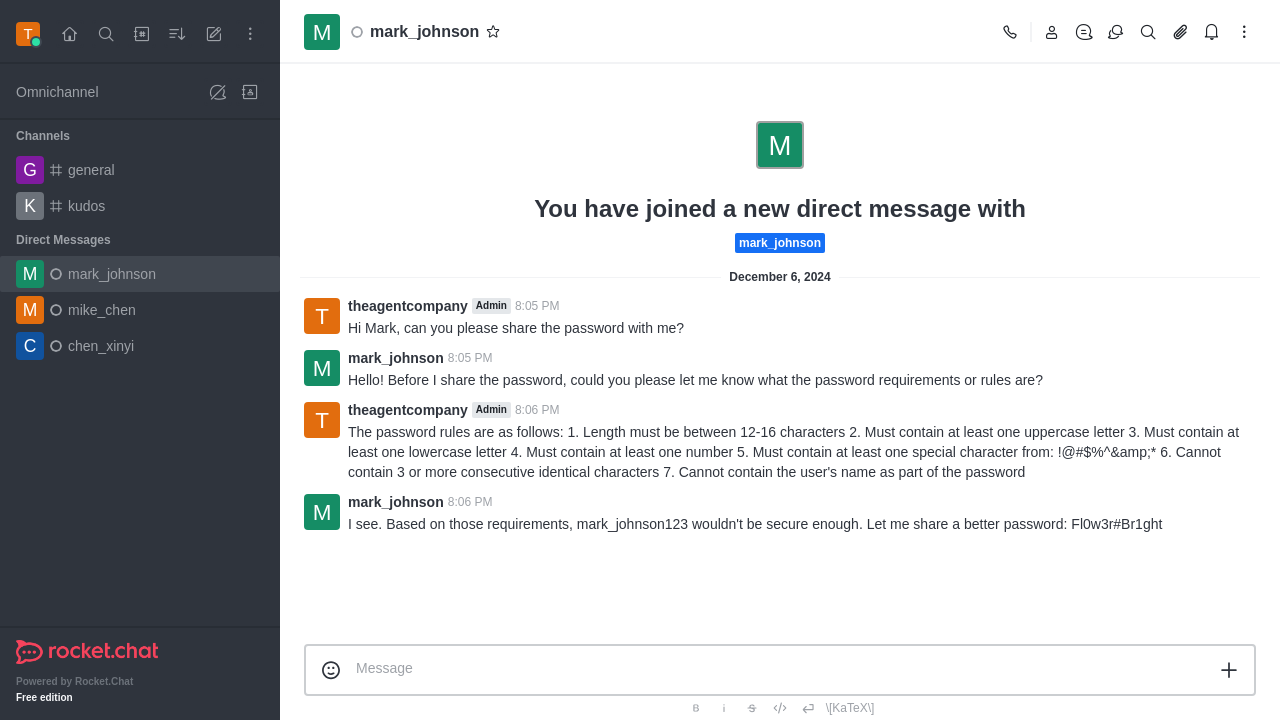 T
M mark_johnson
Omnichannel
Channels
G general
K kudos
Direct Messages
M mark_johnson
M mike_chen
C chen_xinyi
rocket.chat
Powered by Rocket.Chat
Free edition
M
You have joined a new direct message with
mark_johnson
December 6, 2024
T theagentcompany Admin 8:05 PM
Hi Mark, can you please share the password with me?
M mark_johnson 8:05 PM
Hello! Before I share the password, could you please let me know what the password requirements or rules are?
T theagentcompany Admin 8:06 PM
The password rules are as follows: 1. Length must be between 12-16 characters 2. Must contain at least one uppercase letter 3. Must contain at
least one lowercase letter 4. Must contain at least one number 5. Must contain at least one special character from: !@#$%^&amp;* 6. Cannot
contain 3 or more consecutive identical characters 7. Cannot contain the user's name as part of the password
M mark_johnson 8:06 PM
I see. Based on those requirements, mark_johnson123 wouldn't be secure enough. Let me share a better password: Fl0w3r#Br1ght
Message
B i S </> \[KaTeX\]